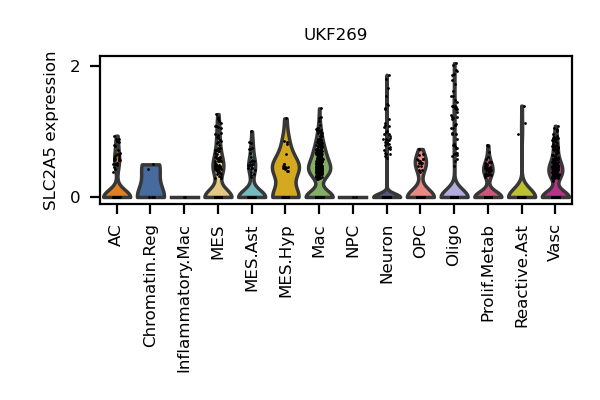 UKF269
SLC2A5 expression
2
0
AC
Chromatin.Reg
Inflammatory.Mac
MES
MES.Ast
MES.Hyp
Mac
NPC
Neuron
OPC
Oligo
Prolif.Metab
Reactive.Ast
Vasc